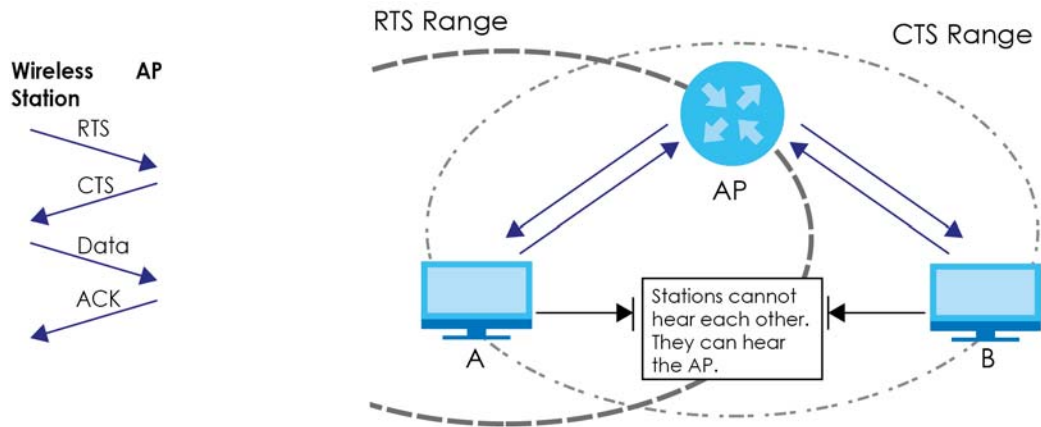 RTS Range
CTS Range
Wireless AP
Station
RTS
CTS
Data
ACK
AP
Stations cannot
hear each other.
They can hear
the AP.
A
B